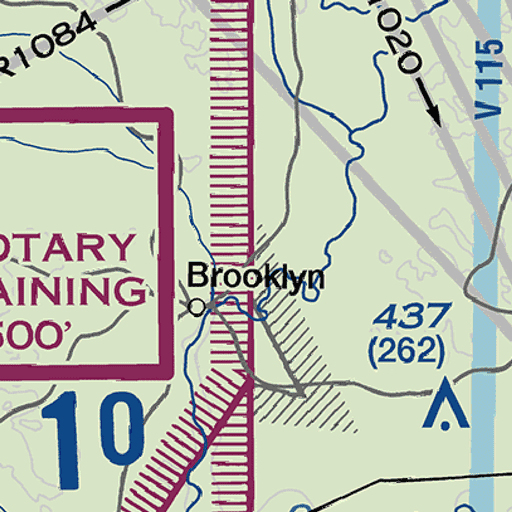 R1084
1020
V 115
OTARY
AINING
500'
Brooklyn
437
(262)
10